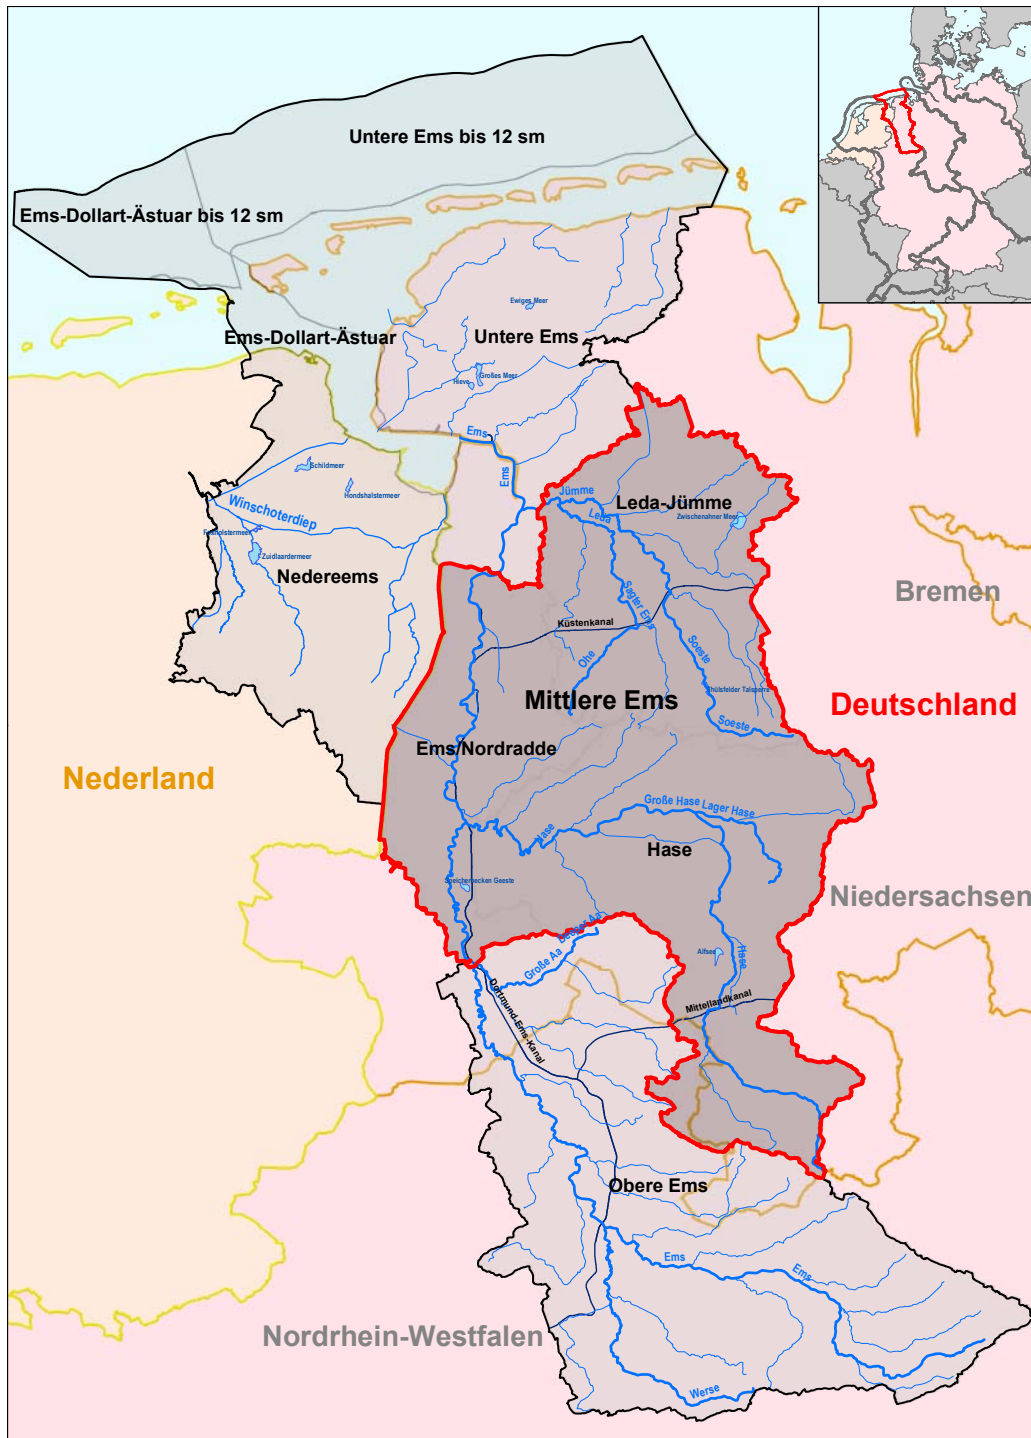 Untere Ems bis 12 sm
Ems-Dollart-Ästuar bis 12 sm
Ewiges Meer
Ems-Dollart-Ästuar
Untere Ems
Großes Meer
Hieve
Ems
Schildmeer
Ems
Hondshalstermeer
Jümme
Leda-Jümme
Winschoterdiep
Leda
Zwischenahner Meer
Zuidlaardermeer
Nedereems
Sagter Ems
Bremen
Küstenkanal
Soeste
Ohe
Thülsfelder Talsperre
Mittlere Ems
Deutschland
Soeste
Ems/Nordradde
Nederland
Große Hase
Lager Hase
Hase
Hase
Speicherbecken Geeste
Niedersachsen
Große Aa
Alfsee
Hase
Dortmund-Ems-Kanal
Mittellandkanal
Obere Ems
Ems
Ems
Nordrhein-Westfalen
Werse